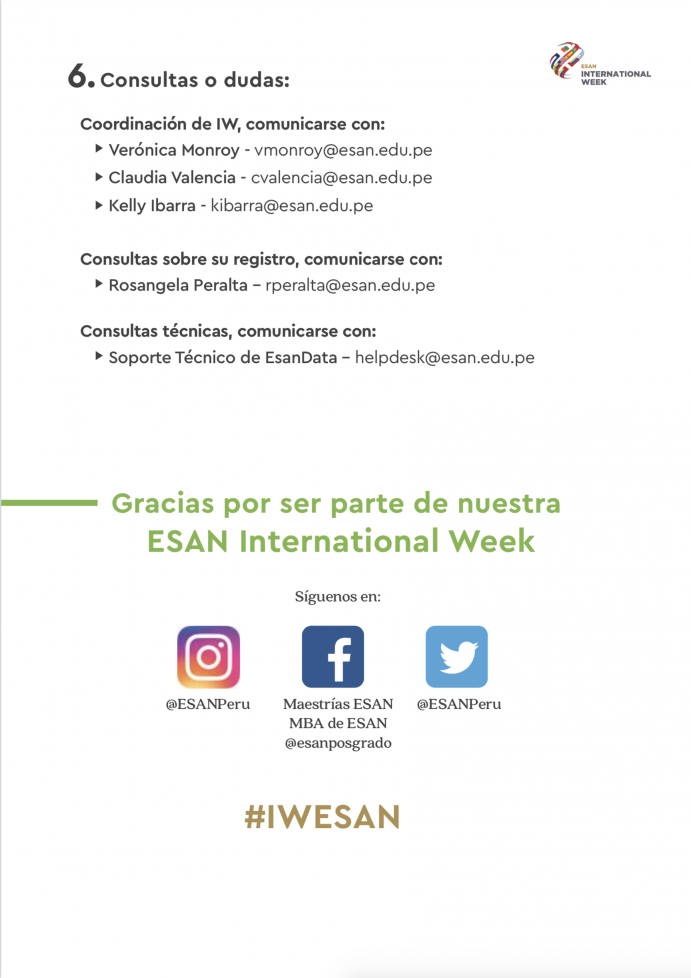 6. Consultas o dudas:
ESAN
INTERNATIONAL
WEEK
Coordinación de IW, comunicarse con:
Verónica Monroy - vmonroy@esan.edu.pe
Claudia Valencia - cvalencia@esan.edu.pe
Kelly Ibarra - kibarra@esan.edu.pe
Consultas sobre su registro, comunicarse con:
Rosangela Peralta – rperalta@esan.edu.pe
Consultas técnicas, comunicarse con:
Soporte Técnico de EsanData – helpdesk@esan.edu.pe
Gracias por ser parte de nuestra
ESAN International Week
Síguenos en:
@ESANPeru
Maestrías ESAN
MBA de ESAN
@esanposgrado
@ESANPeru
#IWESAN